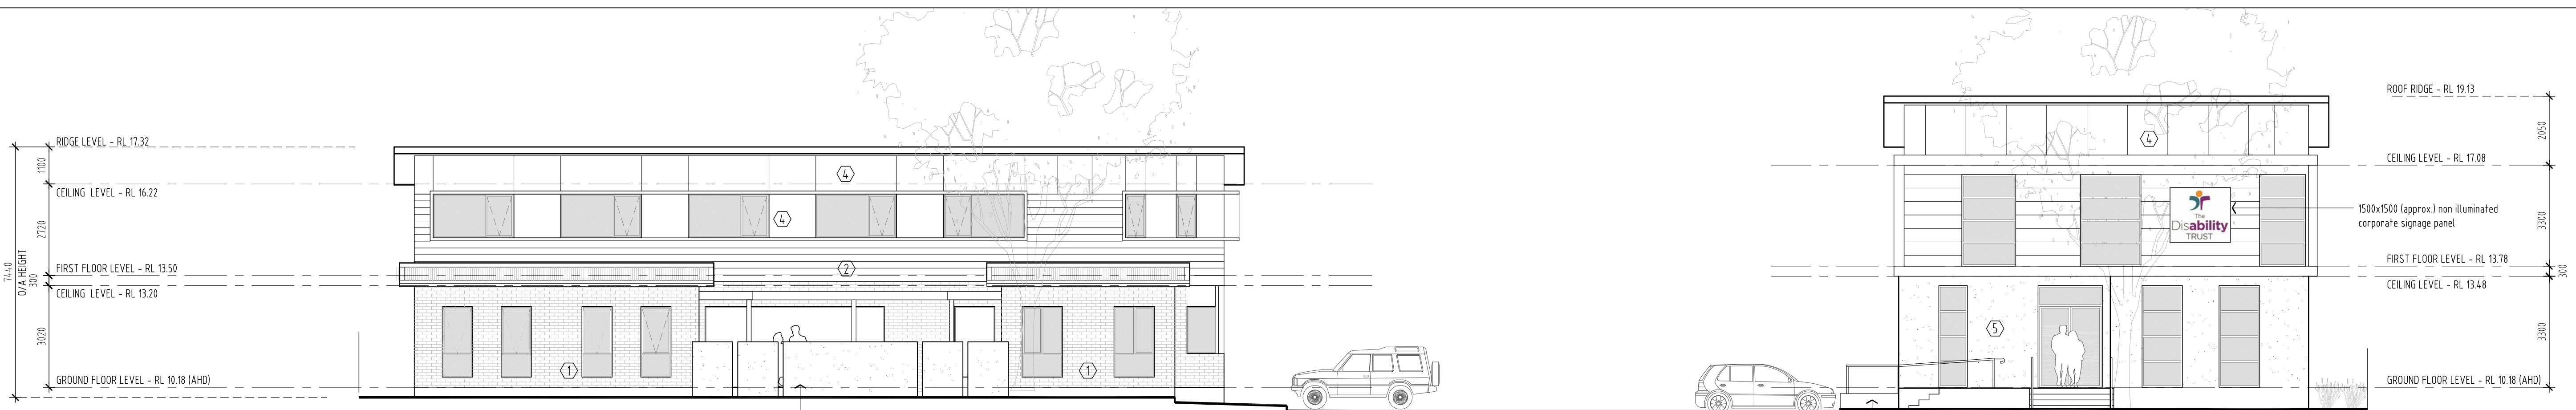 RIDGE LEVEL - RL 17.32
1100
CEILING LEVEL - RL 16.22
2720
7440
O/A HEIGHT
FIRST FLOOR LEVEL - RL 13.50
300
CEILING LEVEL - RL 13.20
3020
GROUND FLOOR LEVEL - RL 10.18 (AHD)
4
4
2
1
1
ROOF RIDGE - RL 19.13
2050
4
CEILING LEVEL - RL 17.08
The
Disability
TRUST
1500x1500 (approx.) non illuminated
corporate signage panel
3300
FIRST FLOOR LEVEL - RL 13.78
300
CEILING LEVEL - RL 13.48
5
3300
GROUND FLOOR LEVEL - RL 10.18 (AHD)